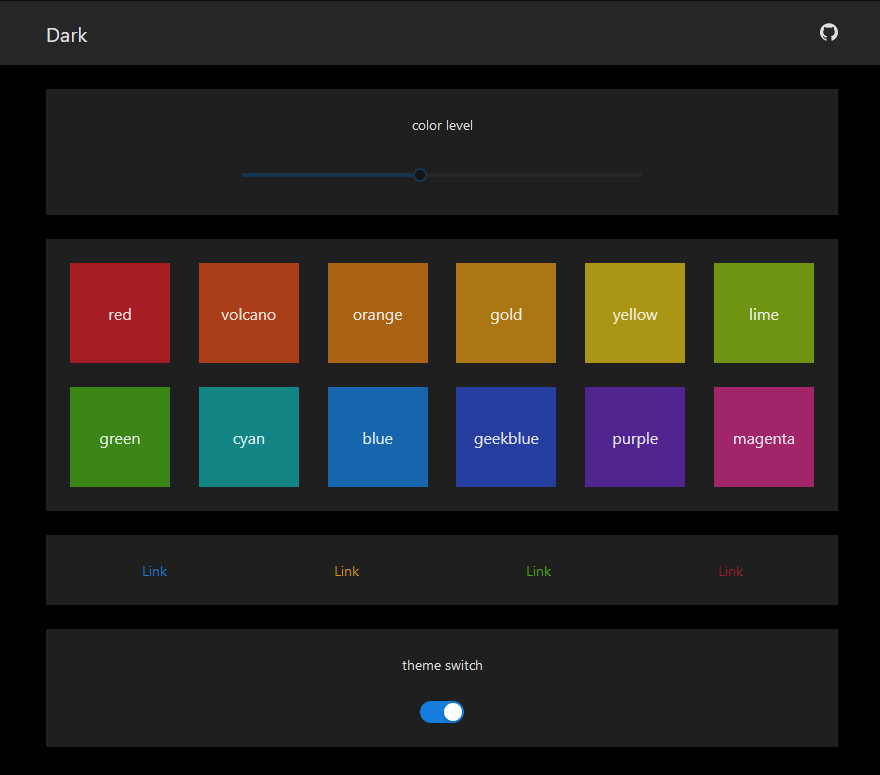 Dark
color level
red volcano orange gold yellow lime
green cyan blue geekblue purple magenta
Link Link Link Link
theme switch